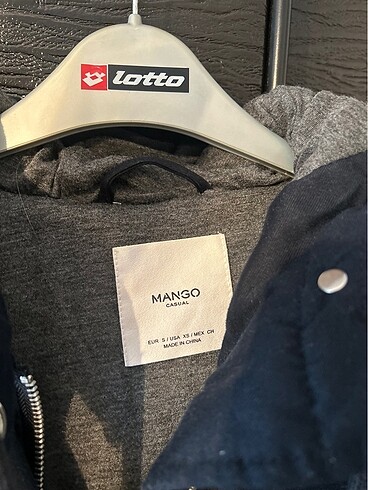 lotto
MANGO
CASUAL
EUR S / USA XS / MEX CH
MADE IN CHINA